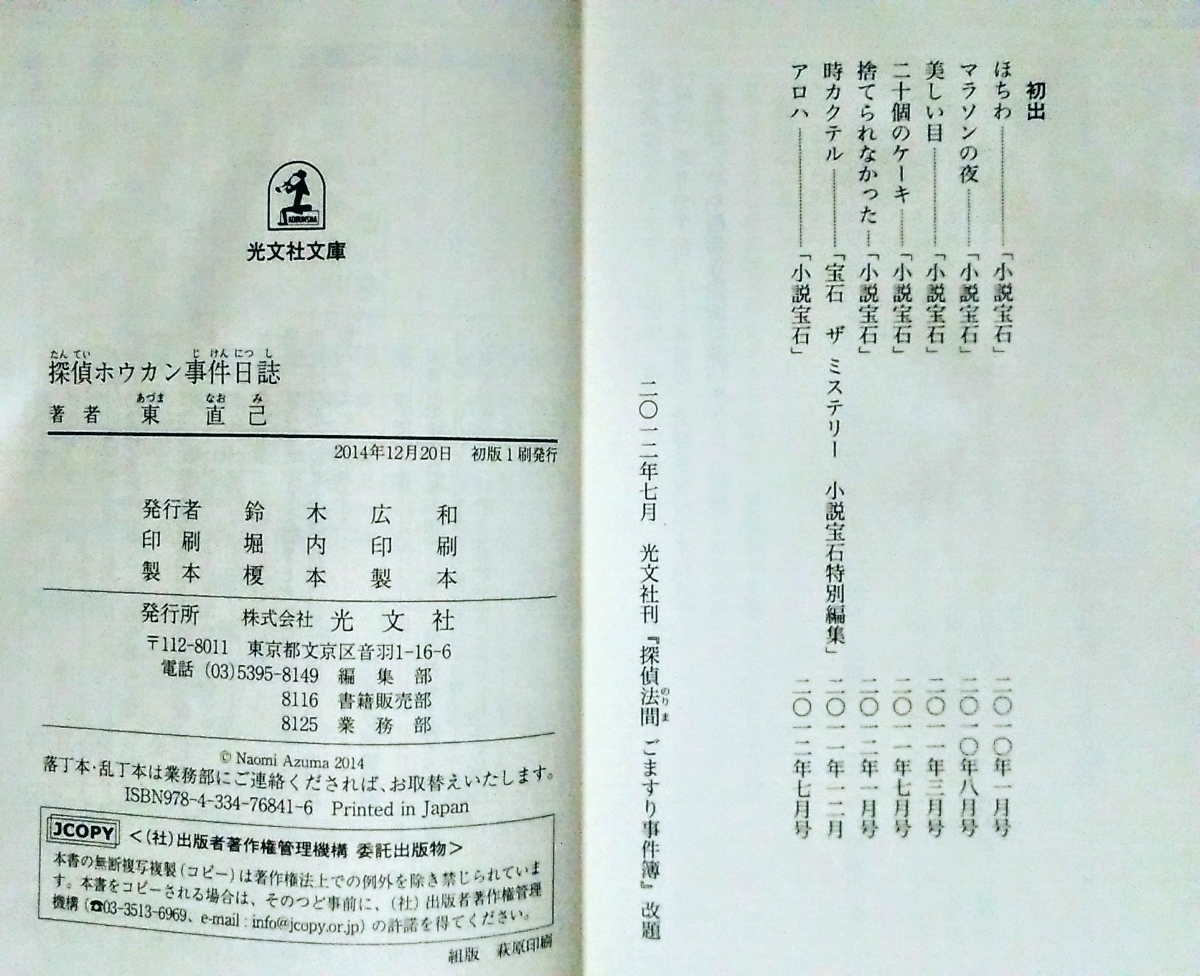 初出
ほちわ―――「小説宝石」 二〇一〇年一月号
マラソンの夜―――「小説宝石」 二〇一〇年八月号
美しい目―――「小説宝石」 二〇一一年三月号
二十個のケーキ―――「小説宝石」 二〇一一年七月号
捨てられなかった―「小説宝石」 二〇一二年一月号
時カクテル―――「宝石 ザ ミステリー 小説宝石特別編集」 二〇一一年一二月
アロハ―――「小説宝石」 二〇一二年七月号
二〇一二年七月 光文社刊『探偵法間 ごますり事件簿』改題
のりま
KOBUNSHA
光文社文庫
たんてい じけんにっし
探偵ホウカン事件日誌
あづま なおみ
著者 東 直己
2014年12月20日 初版1刷発行
発行者 鈴木広和
印刷 堀内印刷
製本 榎本製本
発行所 株式会社 光文社
〒112-8011 東京都文京区音羽1-16-6
電話 (03)5395-8149 編集部
8116 書籍販売部
8125 業務部
© Naomi Azuma 2014
落丁本・乱丁本は業務部にご連絡くだされば、お取替えいたします。
ISBN978-4-334-76841-6 Printed in Japan
JCOPY <(社)出版者著作権管理機構 委託出版物>
本書の無断複写複製(コピー)は著作権法上での例外を除き禁じられていま
す。本書をコピーされる場合は、そのつど事前に、(社)出版者著作権管理
機構(☎03-3513-6969、e-mail : info@jcopy.or.jp)の許諾を得てください。
組版 萩原印刷